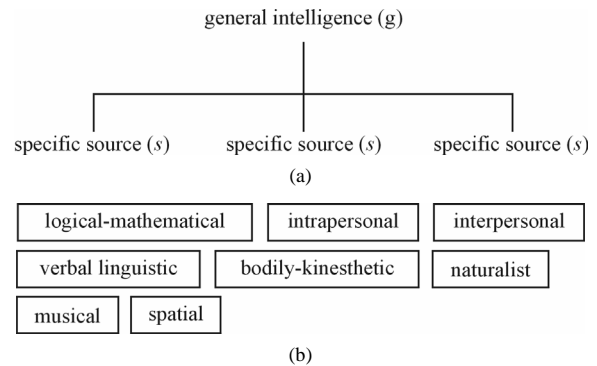 general intelligence (g)
specific source (s) specific source (s) specific source (s)
(a)
logical-mathematical intrapersonal interpersonal
verbal linguistic bodily-kinesthetic naturalist
musical spatial
(b)